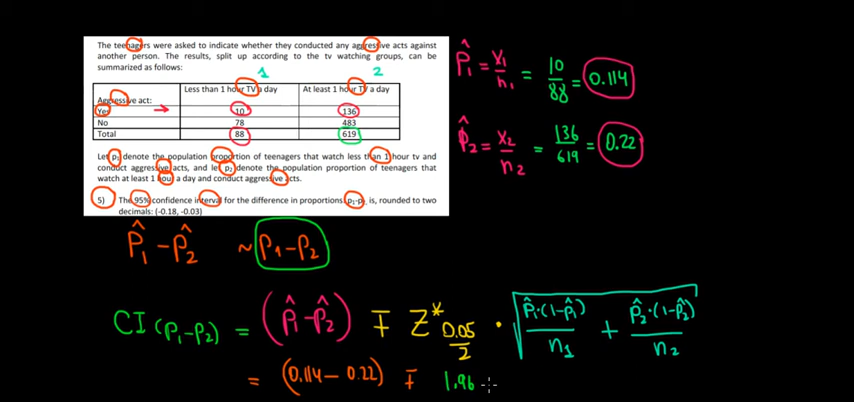 The teenagers were asked to indicate whether they conducted any aggressive acts against
another person. The results, split up according to the tv watching groups, can be
summarized as follows:
1 2
Less than 1 hour TV a day At least 1 hour TV a day
Aggressive act:
Yes 10 136
No 78 483
Total 88 619
Let p₁ denote the population proportion of teenagers that watch less than 1 hour tv and
conduct aggressive acts, and let p₂ denote the population proportion of teenagers that
watch at least 1 hour a day and conduct aggressive acts.
5) The 95% confidence interval for the difference in proportions p₁-p₂ is, rounded to two
decimals: (-0.18, -0.03)
P̂₁ = x₁/n₁ = 10/88 = 0.114
P̂₂ = x₂/n₂ = 136/619 = 0.22
P̂₁ − P̂₂ ~ P₁ − P₂
CI (P₁−P₂) = (P̂₁ − P̂₂) ∓ Z* 0.05/2 · √ P̂₁·(1−P̂₁)/n₁ + P̂₂·(1−P̂₂)/n₂
= (0.114 − 0.22) ∓ 1.96